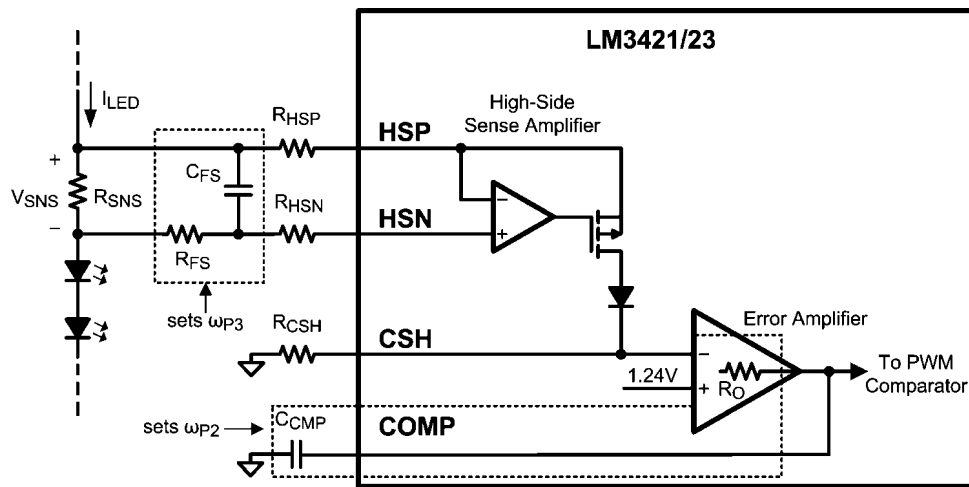 LM3421/23
I_LED
High-Side
Sense Amplifier
R_HSP
HSP
+
C_FS
V_SNS
R_SNS
R_HSN
HSN
−
+
−
R_FS
sets ω_P3
R_CSH
CSH
Error Amplifier
−
1.24V
+
R_O
To PWM
Comparator
sets ω_P2
C_CMP
COMP